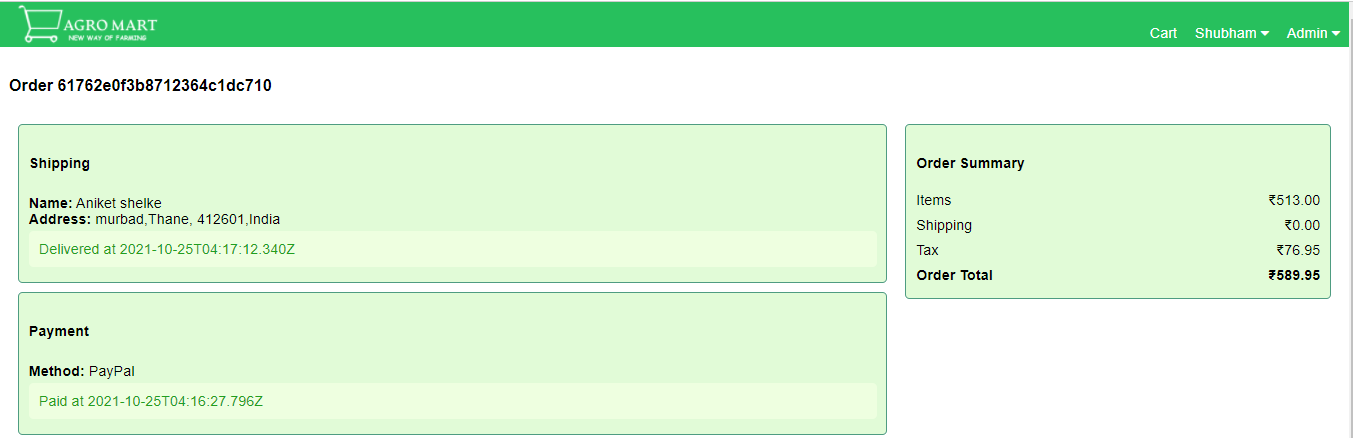 AGRO MART
NEW WAY OF FARMING
Cart Shubham Admin
Order 61762e0f3b8712364c1dc710
Shipping
Name: Aniket shelke
Address: murbad,Thane, 412601,India
Delivered at 2021-10-25T04:17:12.340Z
Payment
Method: PayPal
Paid at 2021-10-25T04:16:27.796Z
Order Summary
Items ₹513.00
Shipping ₹0.00
Tax ₹76.95
Order Total ₹589.95